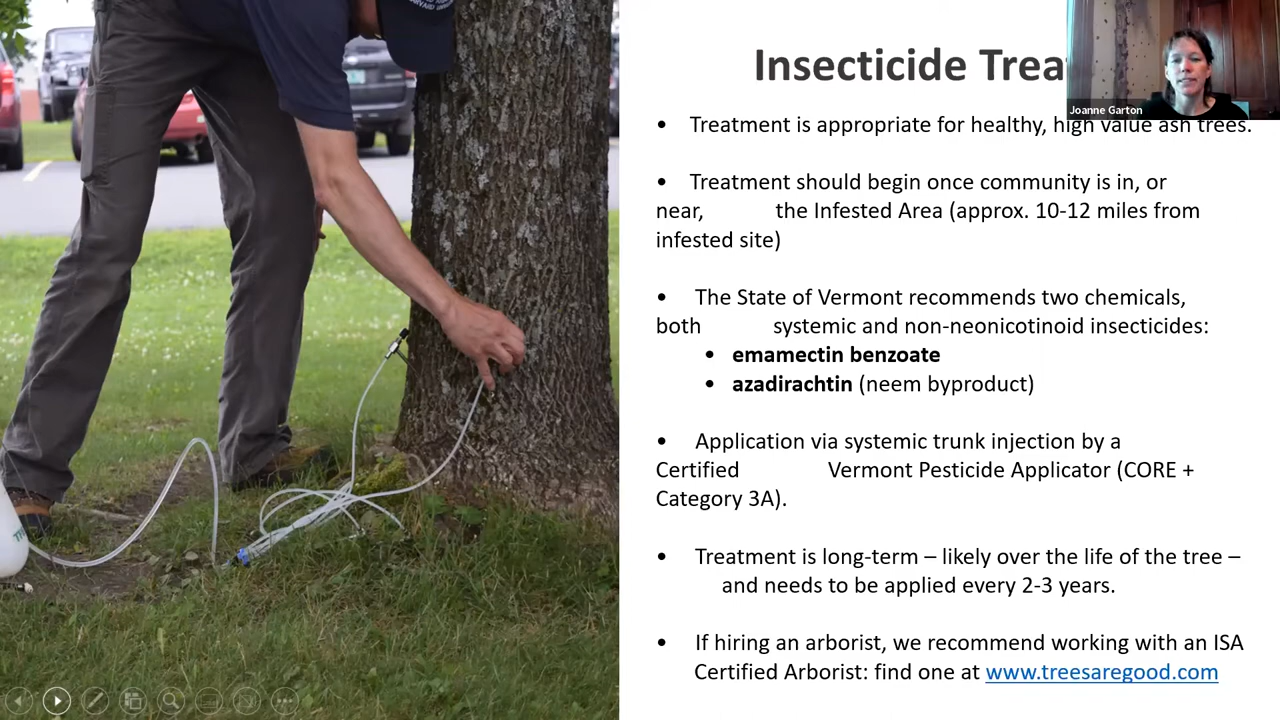 Insecticide Trea
Joanne Garton
• Treatment is appropriate for healthy, high value ash trees.
• Treatment should begin once community is in, or
near, the Infested Area (approx. 10-12 miles from
infested site)
• The State of Vermont recommends two chemicals,
both systemic and non-neonicotinoid insecticides:
• emamectin benzoate
• azadirachtin (neem byproduct)
• Application via systemic trunk injection by a
Certified Vermont Pesticide Applicator (CORE +
Category 3A).
• Treatment is long-term – likely over the life of the tree –
and needs to be applied every 2-3 years.
• If hiring an arborist, we recommend working with an ISA
Certified Arborist: find one at www.treesaregood.com